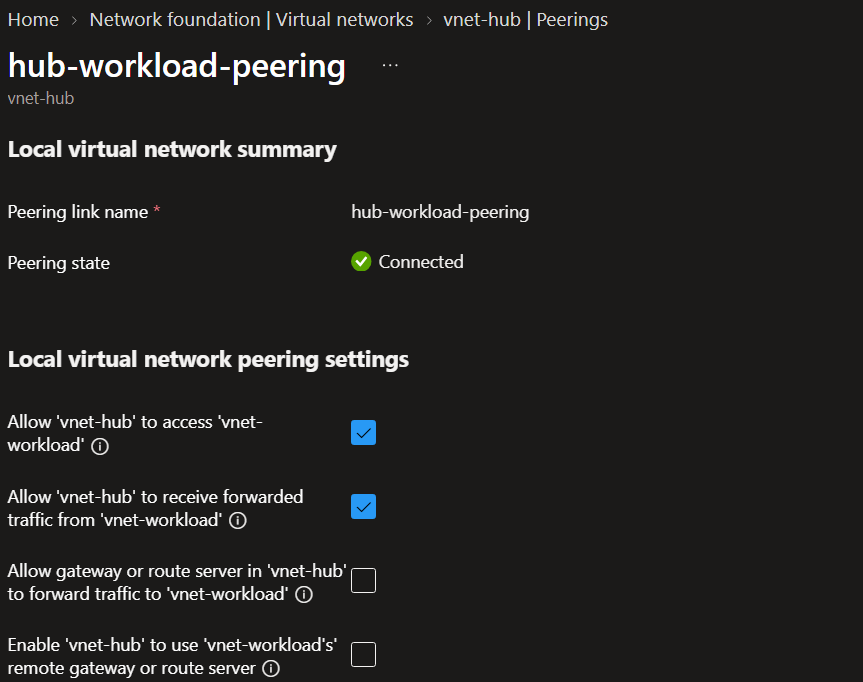 Home > Network foundation | Virtual networks > vnet-hub | Peerings
hub-workload-peering ...
vnet-hub
Local virtual network summary
Peering link name * hub-workload-peering
Peering state Connected
Local virtual network peering settings
Allow 'vnet-hub' to access 'vnet-
workload'
Allow 'vnet-hub' to receive forwarded
traffic from 'vnet-workload'
Allow gateway or route server in 'vnet-hub'
to forward traffic to 'vnet-workload'
Enable 'vnet-hub' to use 'vnet-workload's'
remote gateway or route server